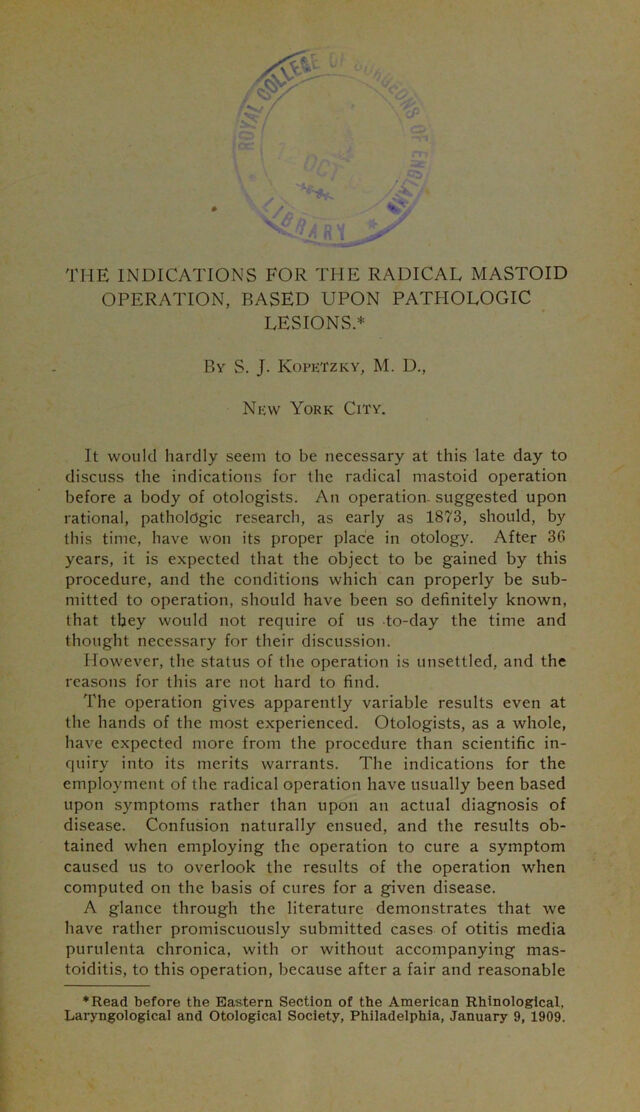 ROYAL COLLEGE OF SURGEONS OF ENGLAND
OCT
* LIBRARY *
THE INDICATIONS FOR THE RADICAL MASTOID
OPERATION, BASED UPON PATHOLOGIC
LESIONS.*
By S. J. Kopetzky, M. D.,
New York City.
It would hardly seem to be necessary at this late day to
discuss the indications for the radical mastoid operation
before a body of otologists. An operation suggested upon
rational, pathologic research, as early as 1873, should, by
this time, have won its proper place in otology. After 36
years, it is expected that the object to be gained by this
procedure, and the conditions which can properly be sub-
mitted to operation, should have been so definitely known,
that they would not require of us to-day the time and
thought necessary for their discussion.
However, the status of the operation is unsettled, and the
reasons for this are not hard to find.
The operation gives apparently variable results even at
the hands of the most experienced. Otologists, as a whole,
have expected more from the procedure than scientific in-
quiry into its merits warrants. The indications for the
employment of the radical operation have usually been based
upon symptoms rather than upon an actual diagnosis of
disease. Confusion naturally ensued, and the results ob-
tained when employing the operation to cure a symptom
caused us to overlook the results of the operation when
computed on the basis of cures for a given disease.
A glance through the literature demonstrates that we
have rather promiscuously submitted cases of otitis media
purulenta chronica, with or without accompanying mas-
toiditis, to this operation, because after a fair and reasonable
*Read before the Eastern Section of the American Rhinological,
Laryngological and Otological Society, Philadelphia, January 9, 1909.